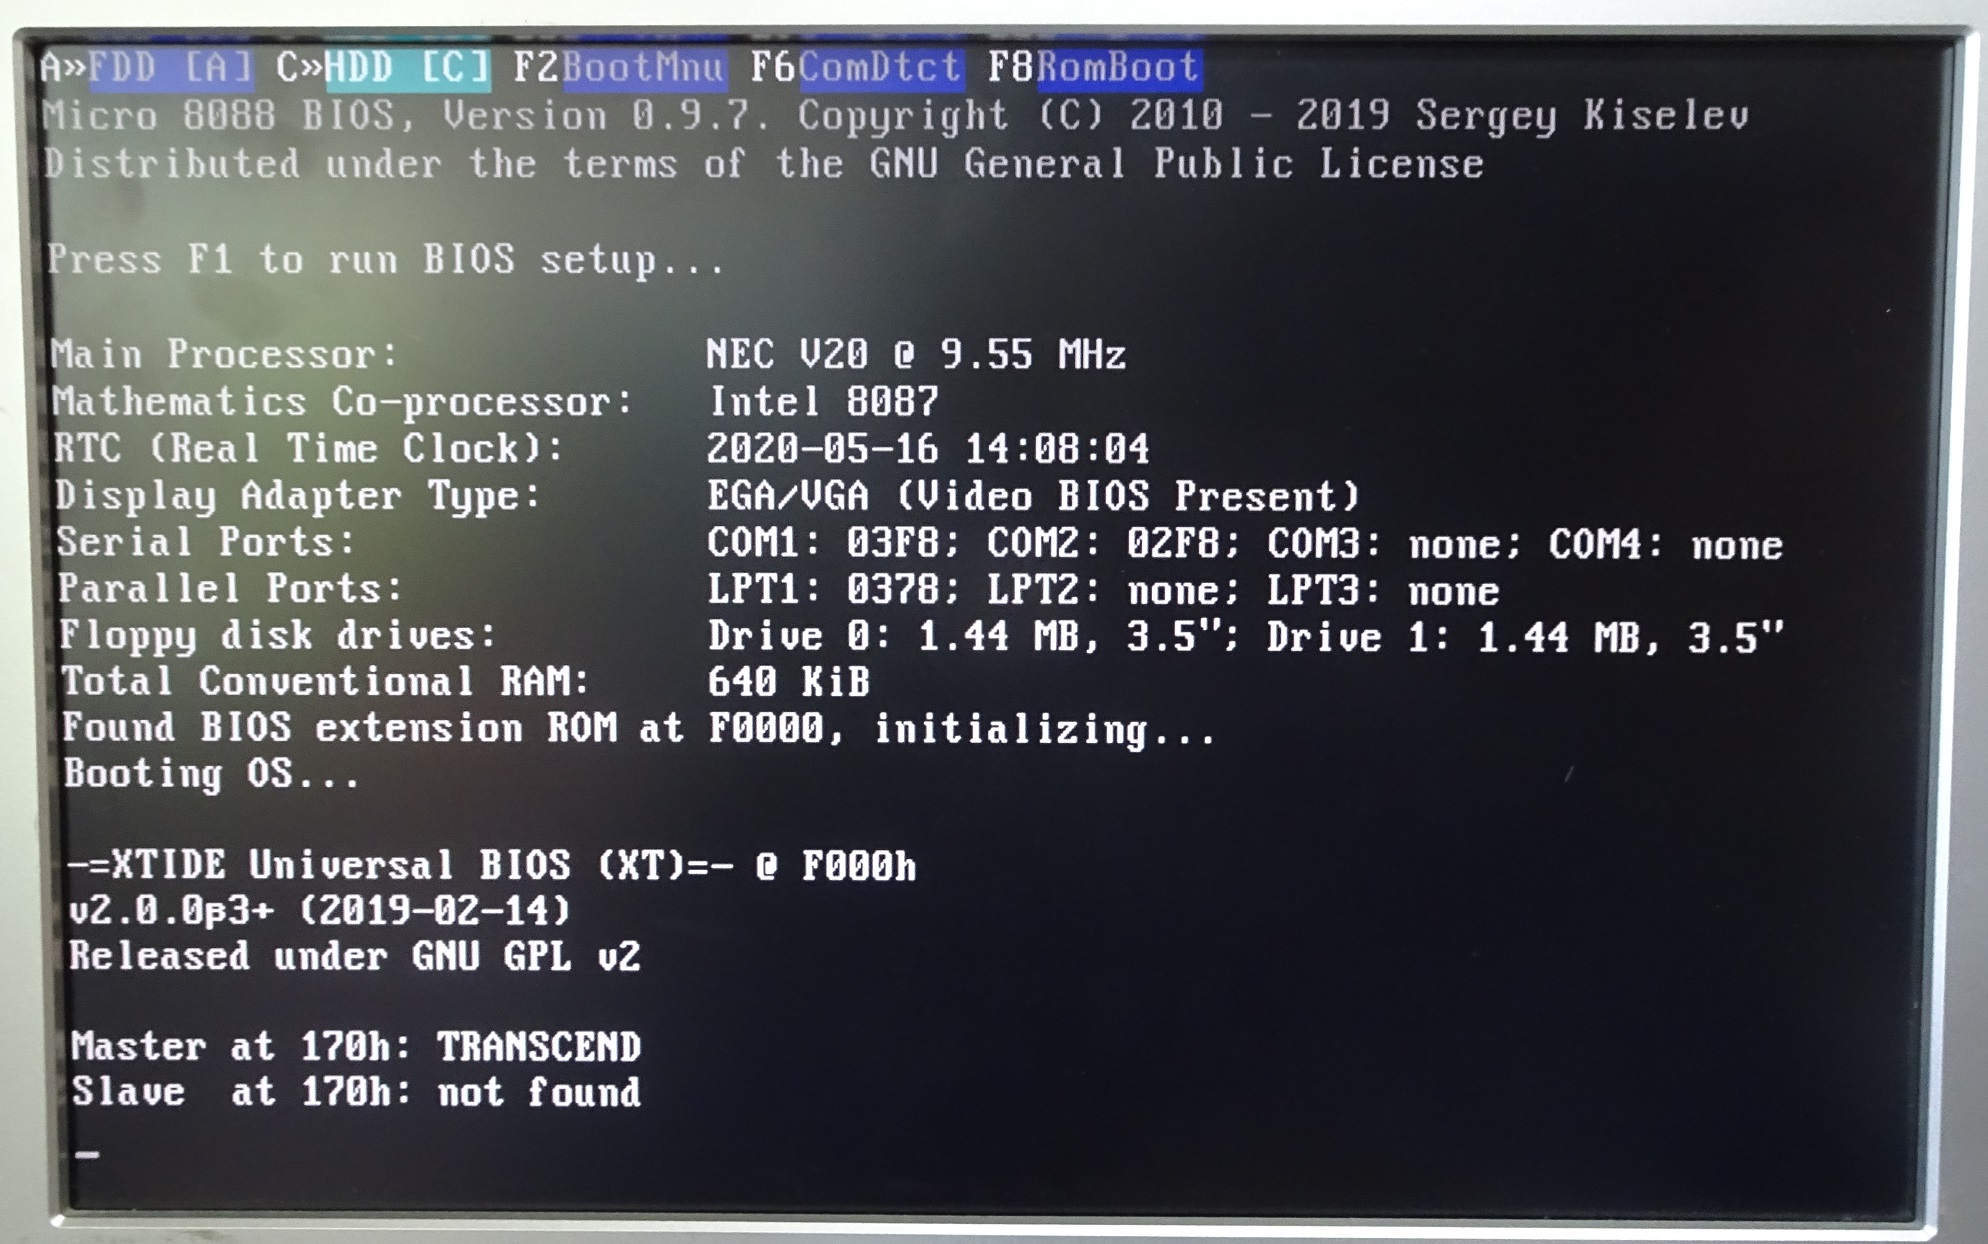 A»FDD [A] C»HDD [C] F2BootMnu F6ComDtct F8RomBoot
Micro 8088 BIOS, Version 0.9.7. Copyright (C) 2010 - 2019 Sergey Kiselev
Distributed under the terms of the GNU General Public License
Press F1 to run BIOS setup...
Main Processor: NEC V20 @ 9.55 MHz
Mathematics Co-processor: Intel 8087
RTC (Real Time Clock): 2020-05-16 14:08:04
Display Adapter Type: EGA/VGA (Video BIOS Present)
Serial Ports: COM1: 03F8; COM2: 02F8; COM3: none; COM4: none
Parallel Ports: LPT1: 0378; LPT2: none; LPT3: none
Floppy disk drives: Drive 0: 1.44 MB, 3.5"; Drive 1: 1.44 MB, 3.5"
Total Conventional RAM: 640 KiB
Found BIOS extension ROM at F0000, initializing...
Booting OS...
-=XTIDE Universal BIOS (XT)=- @ F000h
v2.0.0β3+ (2019-02-14)
Released under GNU GPL v2
Master at 170h: TRANSCEND
Slave  at 170h: not found